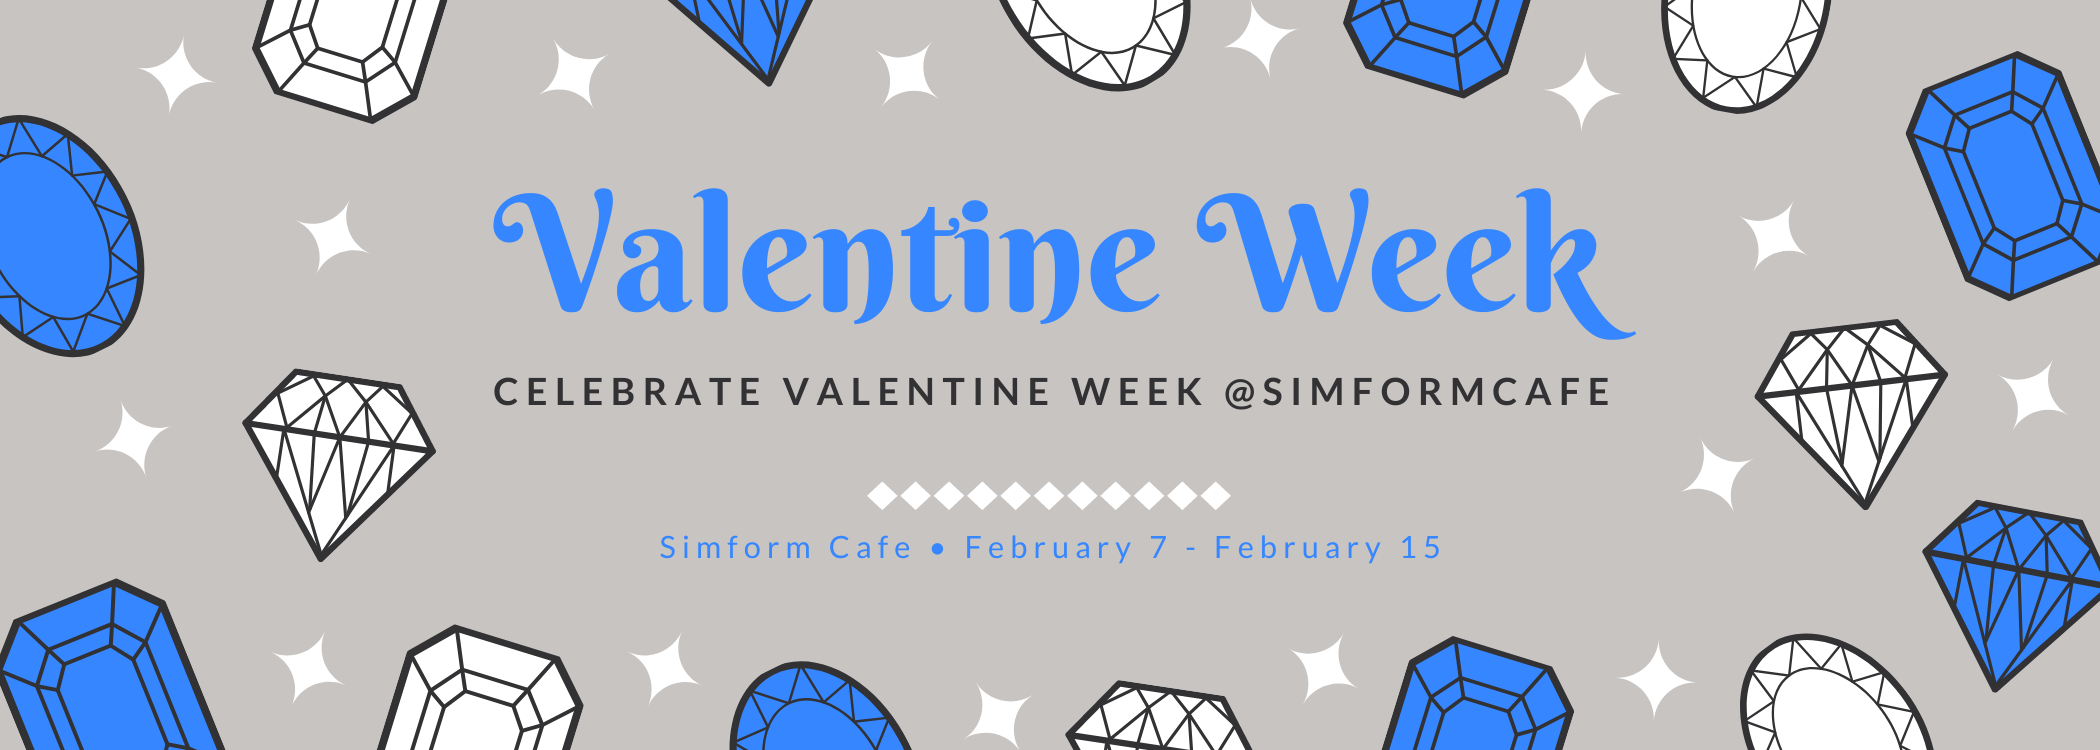 Valentine Week
CELEBRATE VALENTINE WEEK @SIMFORMCAFE
Simform Cafe • February 7 - February 15